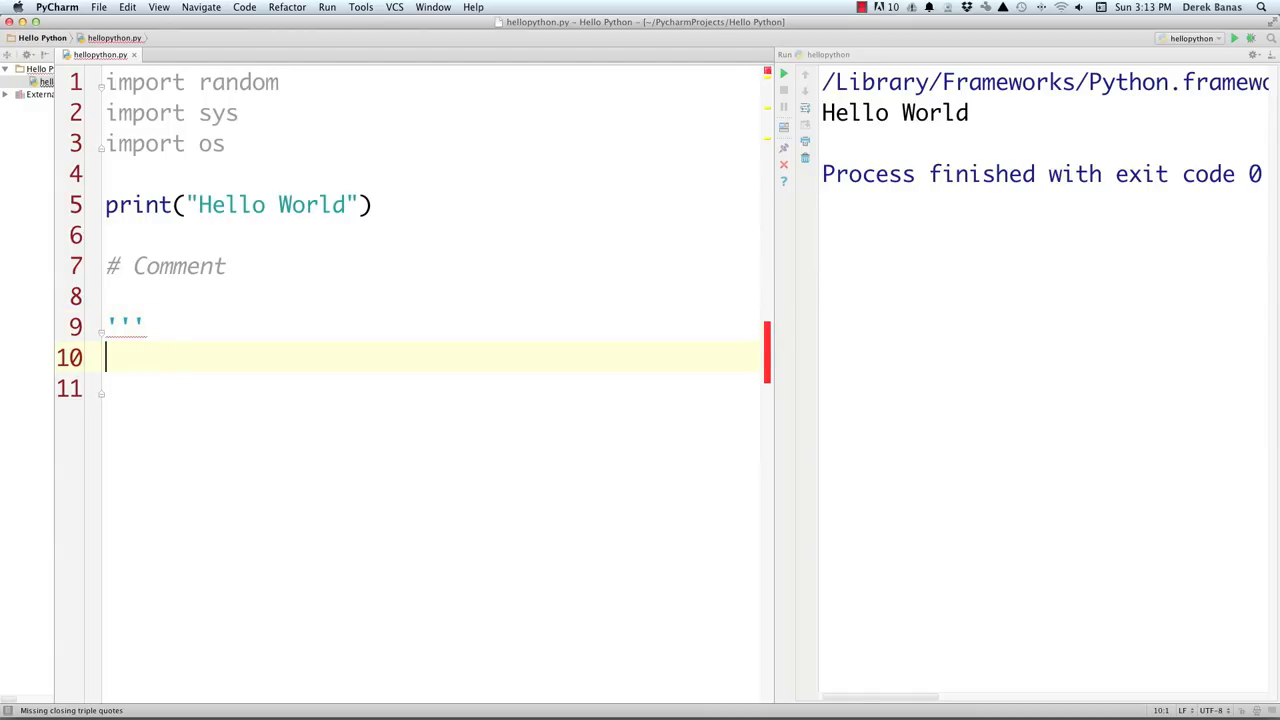 PyCharm File Edit View Navigate Code Refactor Run Tools VCS Window Help 10 Sun 3:13 PM Derek Banas
hellopython.py – Hello Python – [~/PycharmProjects/Hello Python]
Hello Python hellopython.py hellopython
hellopython.py × Run hellopython
Hello P
hell
Externa
1 import random
2 import sys
3 import os
4
5 print("Hello World")
6
7 # Comment
8
9 '''
10
11
/Library/Frameworks/Python.framewo
Hello World
Process finished with exit code 0
Missing closing triple quotes 10:1 LF UTF-8